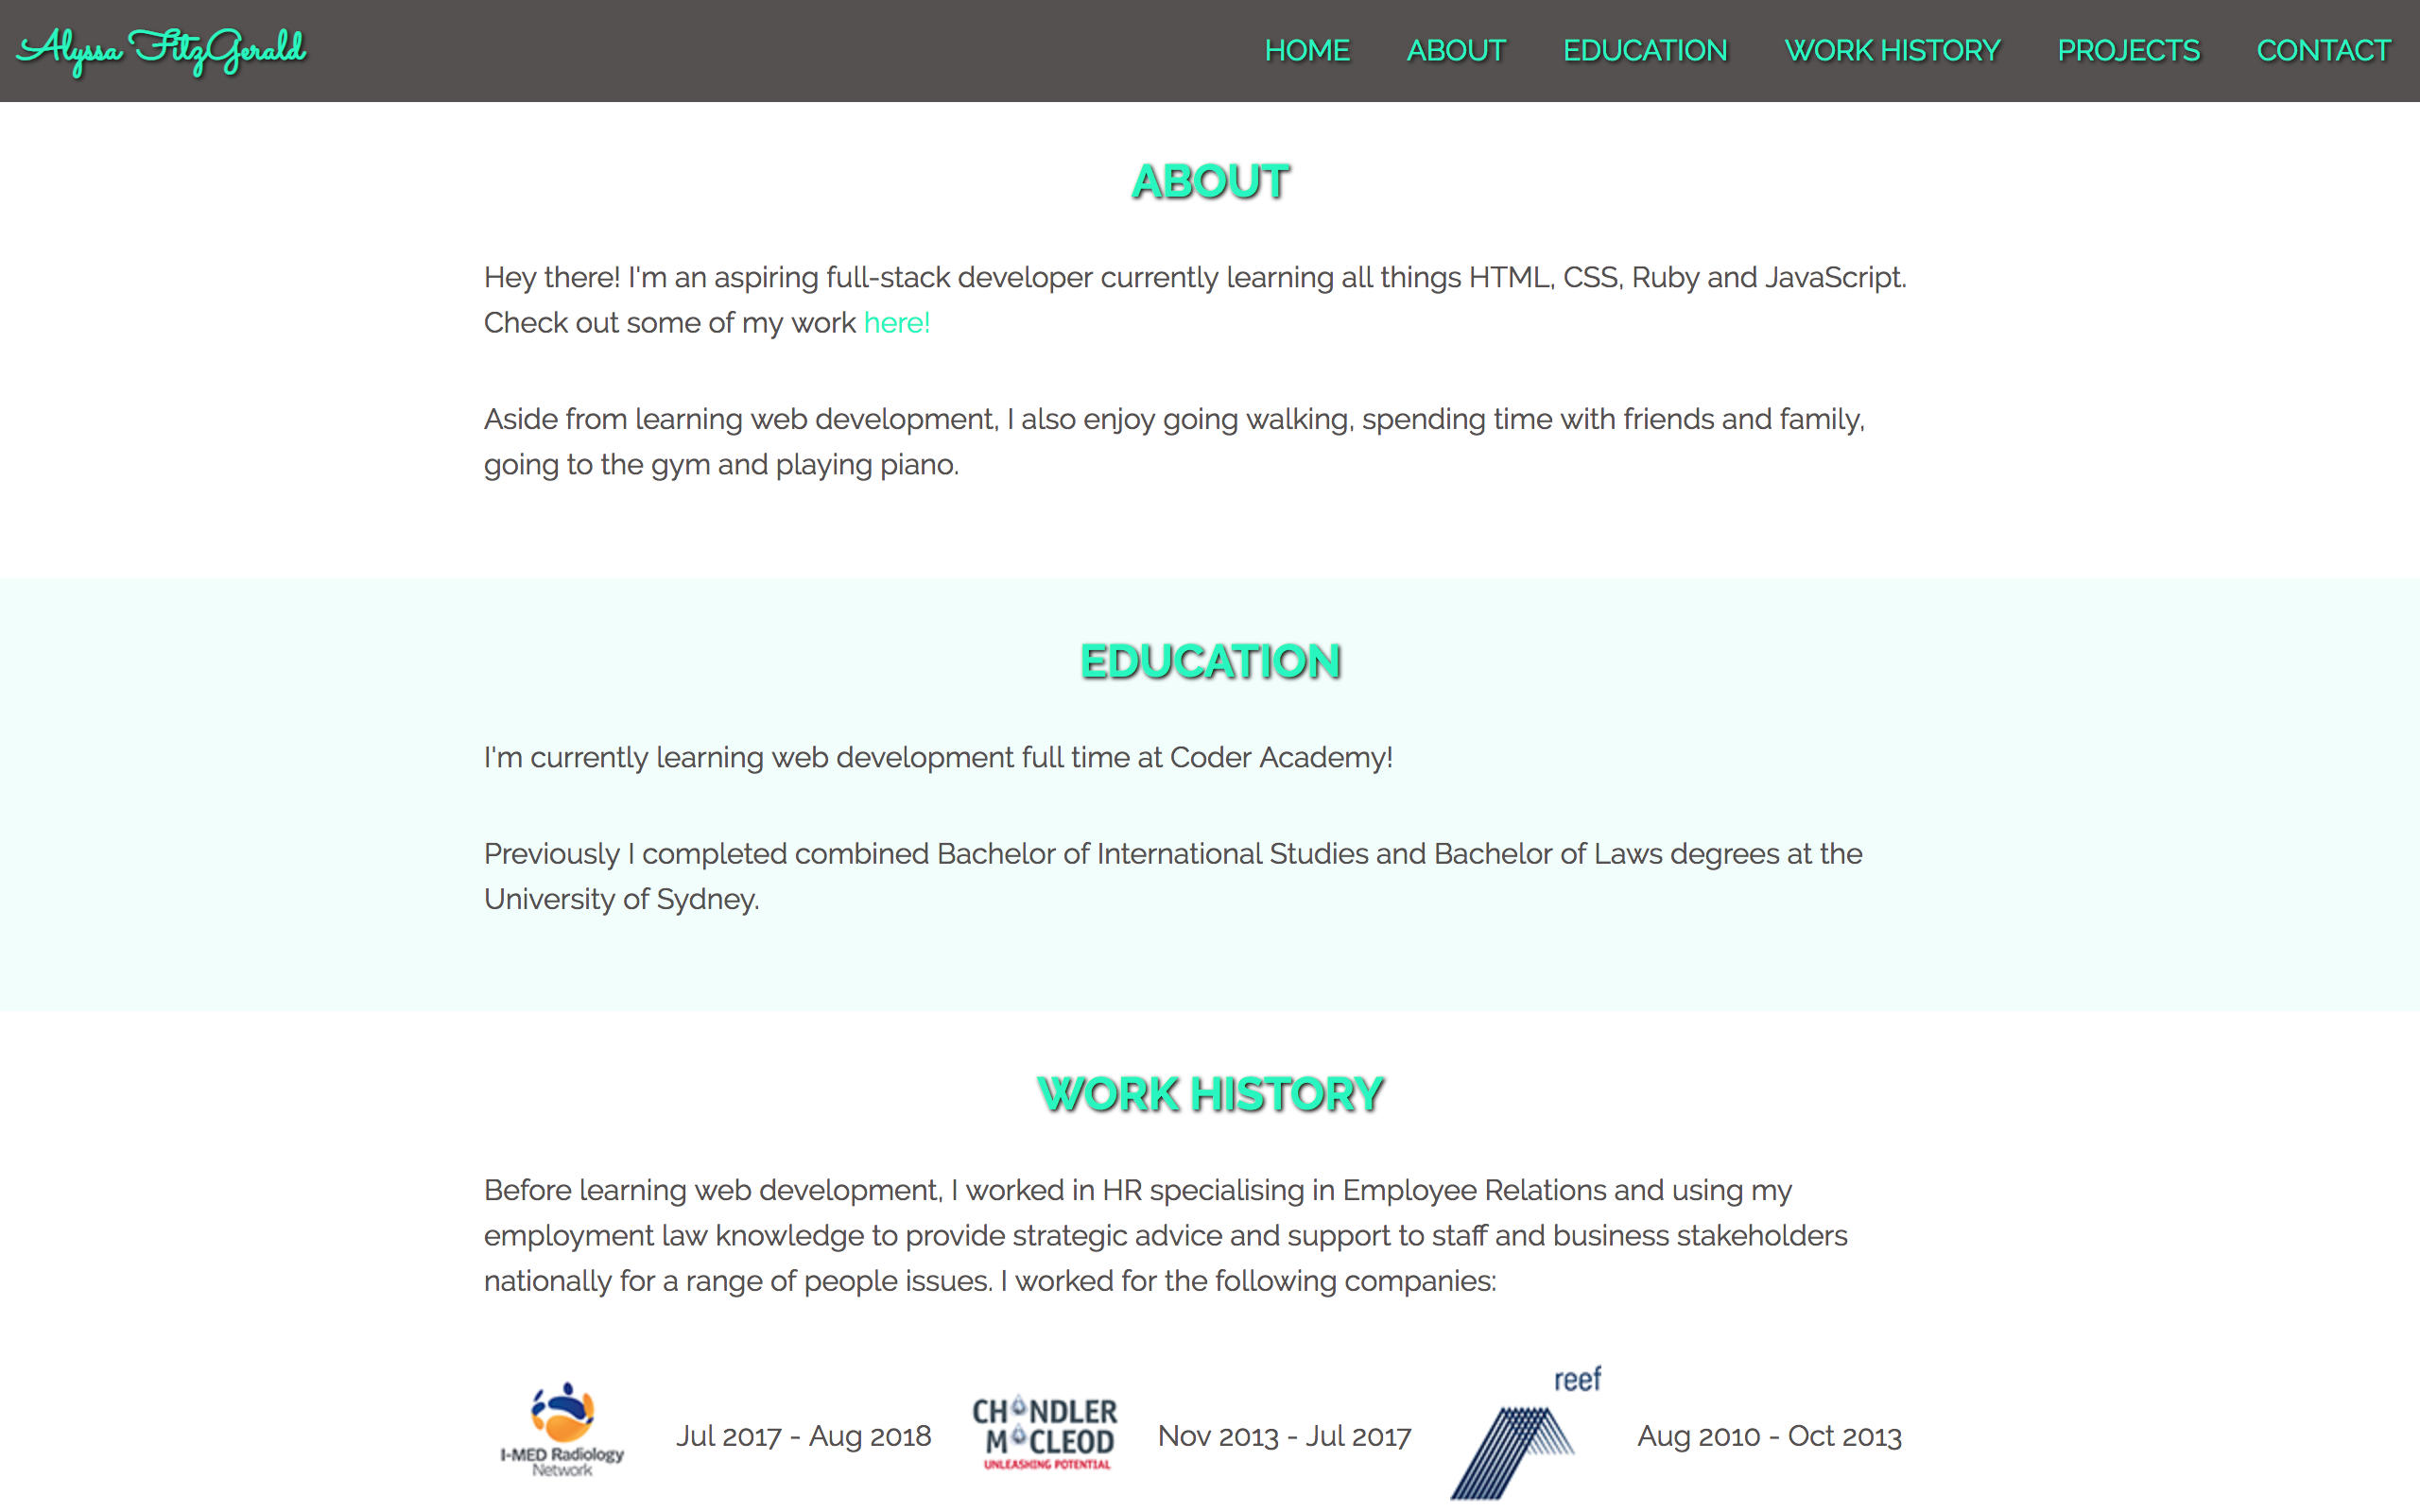 Alyssa FitzGerald
HOME ABOUT EDUCATION WORK HISTORY PROJECTS CONTACT
ABOUT
Hey there! I'm an aspiring full-stack developer currently learning all things HTML, CSS, Ruby and JavaScript.
Check out some of my work here!
Aside from learning web development, I also enjoy going walking, spending time with friends and family,
going to the gym and playing piano.
EDUCATION
I'm currently learning web development full time at Coder Academy!
Previously I completed combined Bachelor of International Studies and Bachelor of Laws degrees at the
University of Sydney.
WORK HISTORY
Before learning web development, I worked in HR specialising in Employee Relations and using my
employment law knowledge to provide strategic advice and support to staff and business stakeholders
nationally for a range of people issues. I worked for the following companies:
I-MED Radiology
Network
Jul 2017 - Aug 2018
CHANDLER
MACLEOD
UNLEASHING POTENTIAL
Nov 2013 - Jul 2017
reef
Aug 2010 - Oct 2013